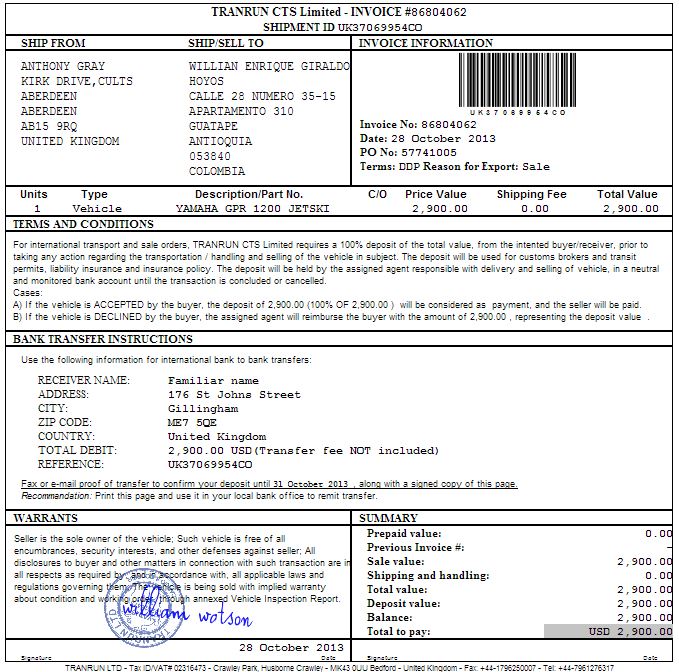 TRANRUN CTS Limited - INVOICE #86804062
SHIPMENT ID UK37069954CO
SHIP FROM
ANTHONY GRAY
KIRK DRIVE,CULTS
ABERDEEN
ABERDEEN
AB15 9RQ
UNITED KINGDOM
SHIP/SELL TO
WILLIAN ENRIQUE GIRALDO
HOYOS
CALLE 28 NUMERO 35-15
APARTAMENTO 310
GUATAPE
ANTIOQUIA
053840
COLOMBIA
INVOICE INFORMATION
UK37069954CO
Invoice No: 86804062
Date: 28 October 2013
PO No: 57741005
Terms: DDP Reason for Export: Sale
Units Type Description/Part No. C/O Price Value Shipping Fee Total Value
1 Vehicle YAMAHA GPR 1200 JETSKI 2,900.00 0.00 2,900.00
TERMS AND CONDITIONS
For international transport and sale orders, TRANRUN CTS Limited requires a 100% deposit of the total value, from the intented buyer/receiver, prior to
taking any action regarding the transportation / handling and selling of the vehicle in subject. The deposit will be used for customs brokers and transit
permits, liability insurance and insurance policy. The deposit will be held by the assigned agent responsible with delivery and selling of vehicle, in a neutral
and monitored bank account until the transaction is concluded or cancelled.
Cases:
A) If the vehicle is ACCEPTED by the buyer, the deposit of 2,900.00 (100% OF 2,900.00 ) will be considered as payment, and the seller will be paid.
B) If the vehicle is DECLINED by the buyer, the assigned agent will reimburse the buyer with the amount of 2,900.00 , representing the deposit value .
BANK TRANSFER INSTRUCTIONS
Use the following information for international bank to bank transfers:
RECEIVER NAME: Familiar name
ADDRESS: 176 St Johns Street
CITY: Gillingham
ZIP CODE: ME7 5QE
COUNTRY: United Kingdom
TOTAL DEBIT: 2,900.00 USD(Transfer fee NOT included)
REFERENCE: UK37069954CO
Fax or e-mail proof of transfer to confirm your deposit until 31 October 2013 , along with a signed copy of this page.
Recommandation: Print this page and use it in your local bank office to remit transfer.
WARRANTS
Seller is the sole owner of the vehicle; Such vehicle is free of all
encumbrances, security interests, and other defenses against seller; All
disclosures to buyer and other matters in connection with such transaction are in
all respects as required by, and in accordance with, all applicable laws and
regulations governing them. The vehicle is being sold with implied warranty
about condition and working order, through annexed Vehicle Inspection Report.
william watson
TRANRUN LTD
28 October 2013
Signature Date
SUMMARY
Prepaid value: 0.00
Previous Invoice #: -
Sale value: 2,900.00
Shipping and handling: 0.00
Total value: 2,900.00
Deposit value: 2,900.00
Balance: 2,900.00
Total to pay: USD 2,900.00
Signature Date
TRANRUN LTD - Tax ID/VAT# 02316473 - Crawley Park, Husborne Crawley - MK43 0UU Bedford - United Kingdom - Fax: +44-1796250007 - Tel: +44-7961276317